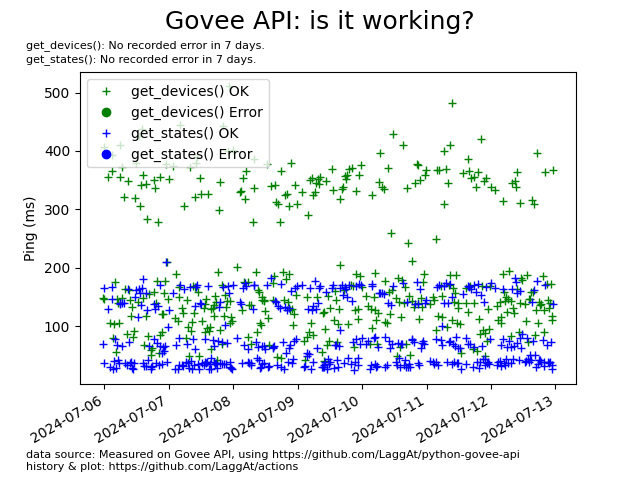 Govee API: is it working?
get_devices(): No recorded error in 7 days.
get_states(): No recorded error in 7 days.
get_devices() OK
get_devices() Error
get_states() OK
get_states() Error
Ping (ms)
500
400
300
200
100
2024-07-06
2024-07-07
2024-07-08
2024-07-09
2024-07-10
2024-07-11
2024-07-12
2024-07-13
data source: Measured on Govee API, using https://github.com/LaggAt/python-govee-api
history & plot: https://github.com/LaggAt/actions